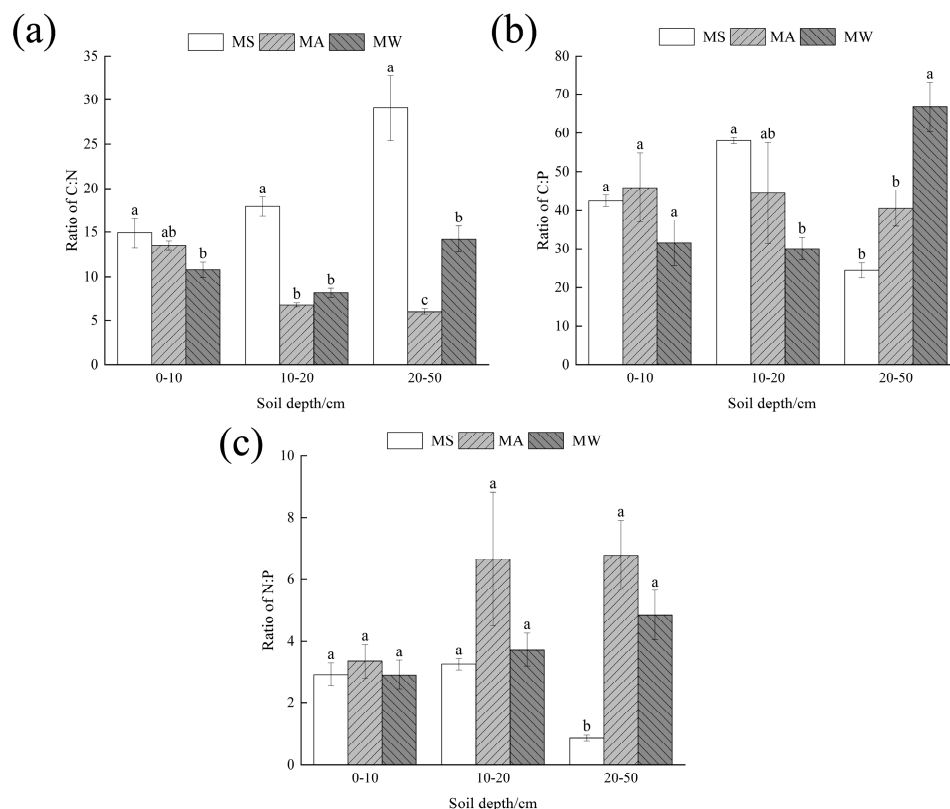 (a)
MS MA MW
35
30
25
20
15
10
5
0
Ratio of C:N
a ab b
a b b
a c b
0-10 10-20 20-50
Soil depth/cm
(b)
MS MA MW
80
70
60
50
40
30
20
10
0
Ratio of C:P
a a a
a ab b
b b a
0-10 10-20 20-50
Soil depth/cm
(c)
MS MA MW
10
8
6
4
2
0
Ratio of N:P
a a a
a a a
b a a
0-10 10-20 20-50
Soil depth/cm